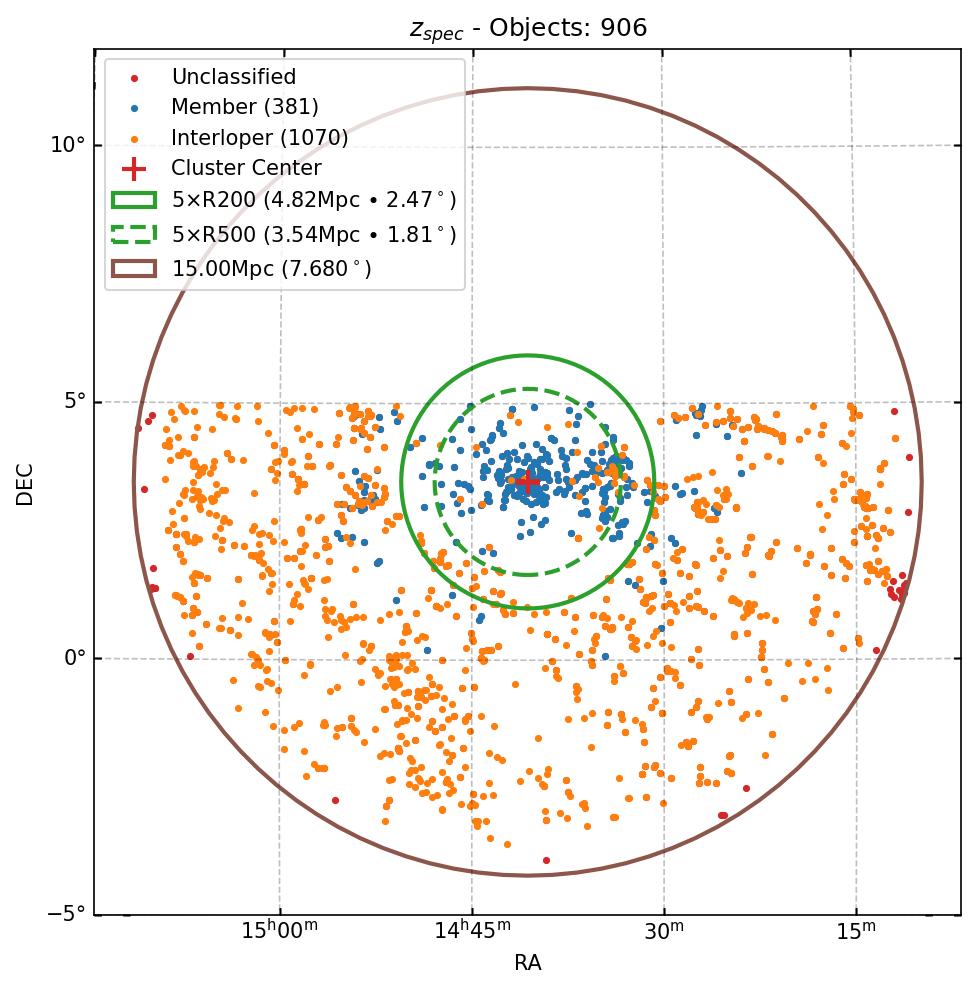 z_spec - Objects: 906
Unclassified
Member (381)
Interloper (1070)
Cluster Center
5×R200 (4.82Mpc • 2.47°)
5×R500 (3.54Mpc • 1.81°)
15.00Mpc (7.680°)
10°
5°
0°
−5°
DEC
15h00m 14h45m 30m 15m
RA